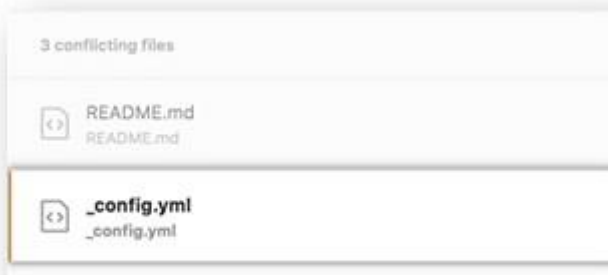 3 conflicting files
README.md
README.md
_config.yml
_config.yml